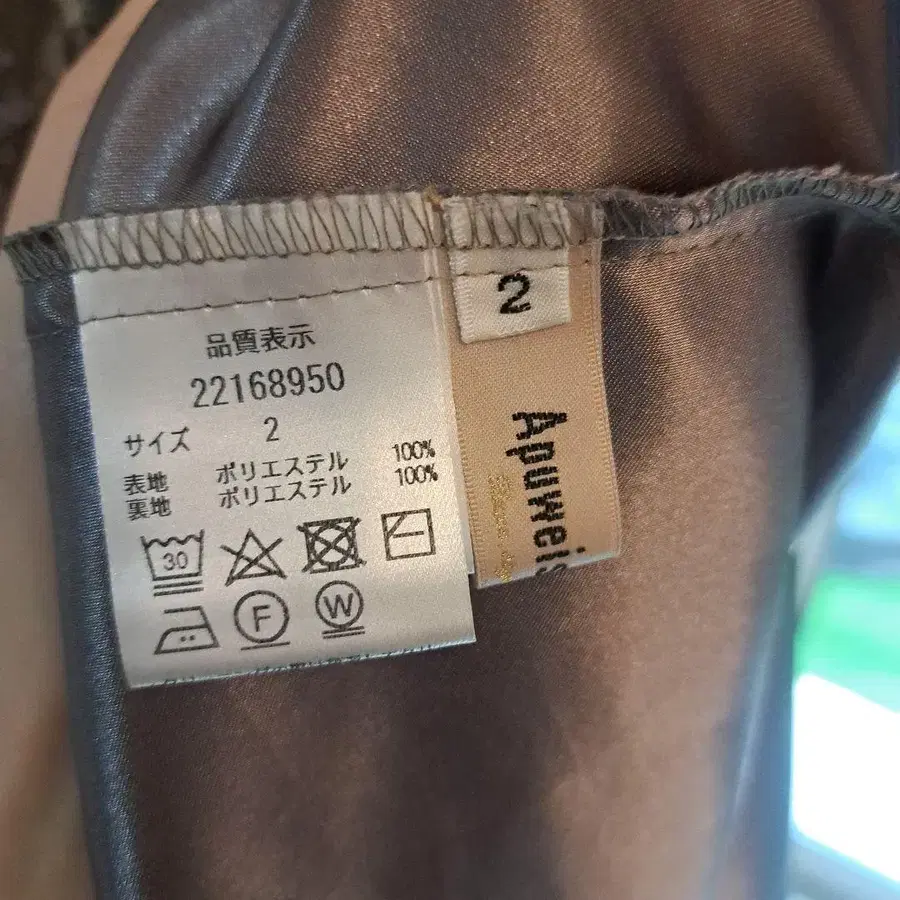 品質表示
22168950
サイズ 2
表地 ポリエステル 100%
裏地 ポリエステル 100%
30
F
W
2
Apuweis